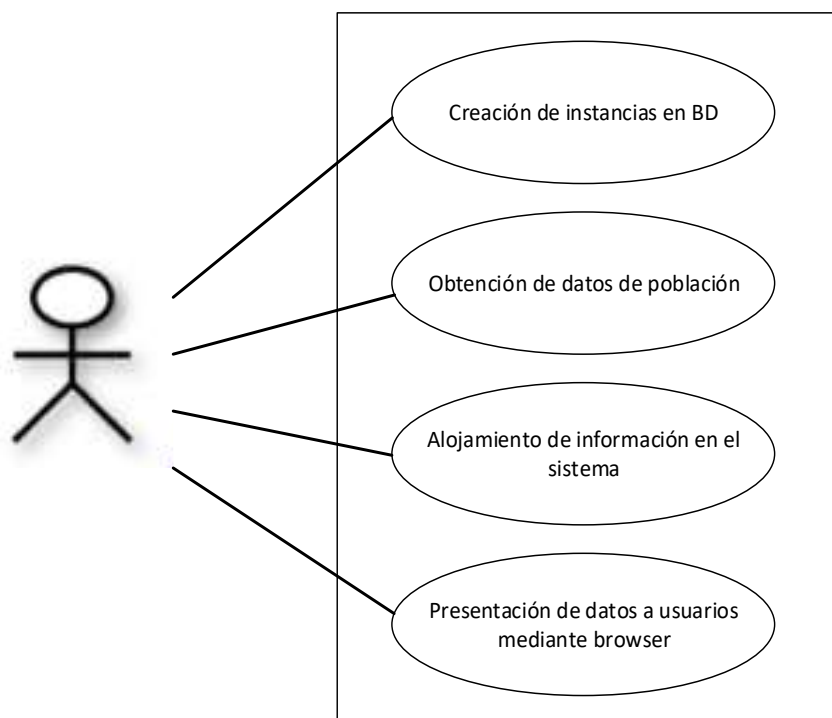 Creación de instancias en BD
Obtención de datos de población
Alojamiento de información en el
sistema
Presentación de datos a usuarios
mediante browser